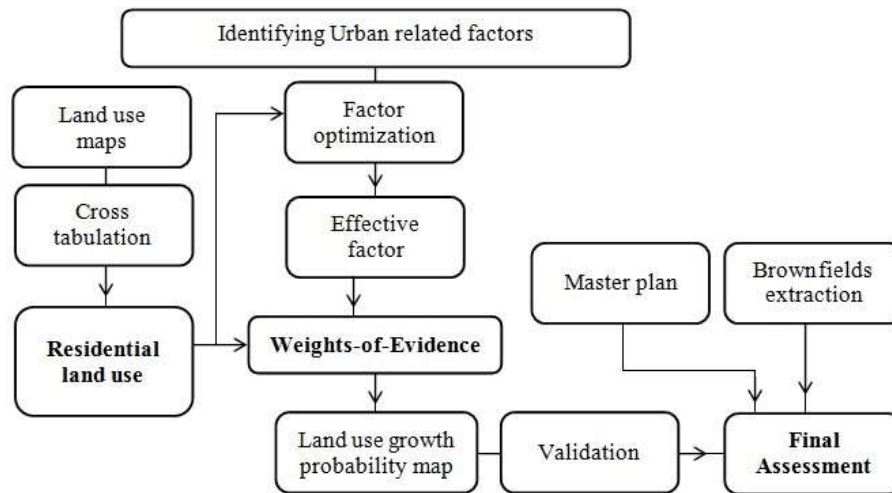 Identifying Urban related factors
Land use
maps
Factor
optimization
Cross
tabulation
Effective
factor
Master plan
Brownfields
extraction
Residential
land use
Weights-of-Evidence
Land use growth
probability map
Validation
Final
Assessment